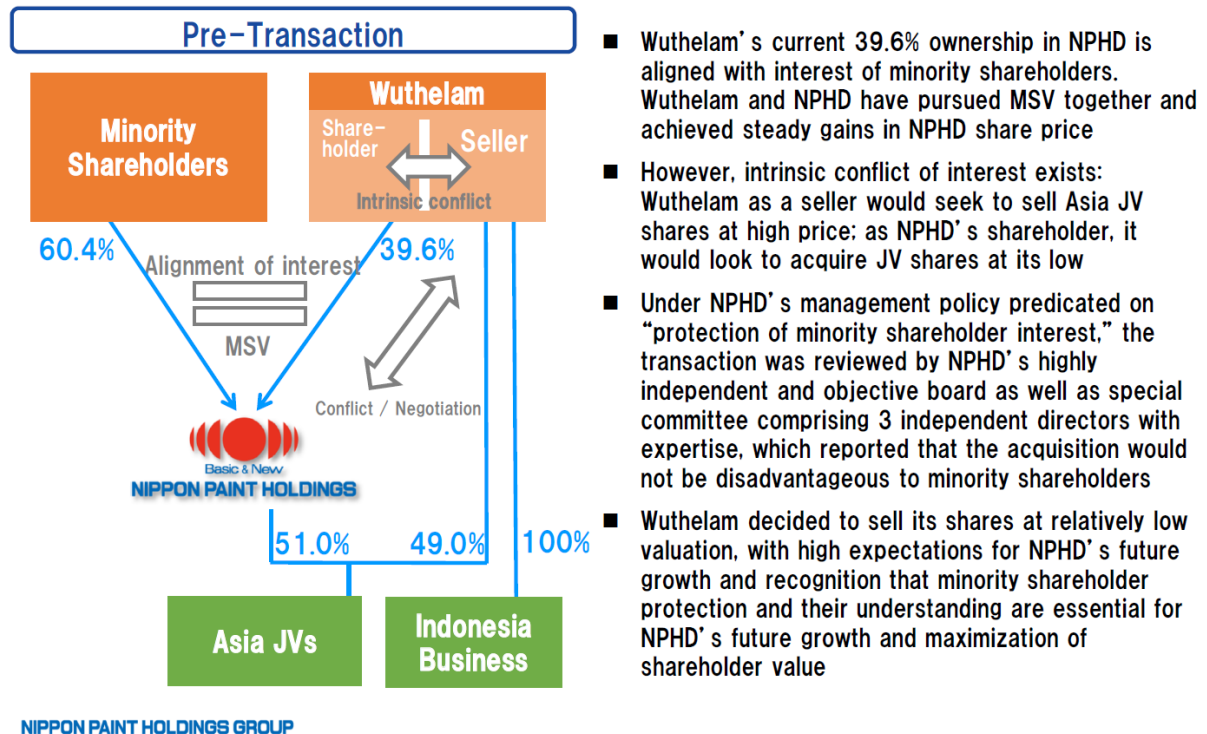 Pre-Transaction
Minority
Shareholders
Wuthelam
Share-
holder
Seller
Intrinsic conflict
60.4%
39.6%
Alignment of interest
MSV
Conflict / Negotiation
Basic & New
NIPPON PAINT HOLDINGS
51.0%
49.0%
100%
Asia JVs
Indonesia
Business
■ Wuthelam's current 39.6% ownership in NPHD is
aligned with interest of minority shareholders.
Wuthelam and NPHD have pursued MSV together and
achieved steady gains in NPHD share price
■ However, intrinsic conflict of interest exists:
Wuthelam as a seller would seek to sell Asia JV
shares at high price; as NPHD's shareholder, it
would look to acquire JV shares at its low
■ Under NPHD's management policy predicated on
“protection of minority shareholder interest,” the
transaction was reviewed by NPHD's highly
independent and objective board as well as special
committee comprising 3 independent directors with
expertise, which reported that the acquisition would
not be disadvantageous to minority shareholders
■ Wuthelam decided to sell its shares at relatively low
valuation, with high expectations for NPHD's future
growth and recognition that minority shareholder
protection and their understanding are essential for
NPHD's future growth and maximization of
shareholder value
NIPPON PAINT HOLDINGS GROUP